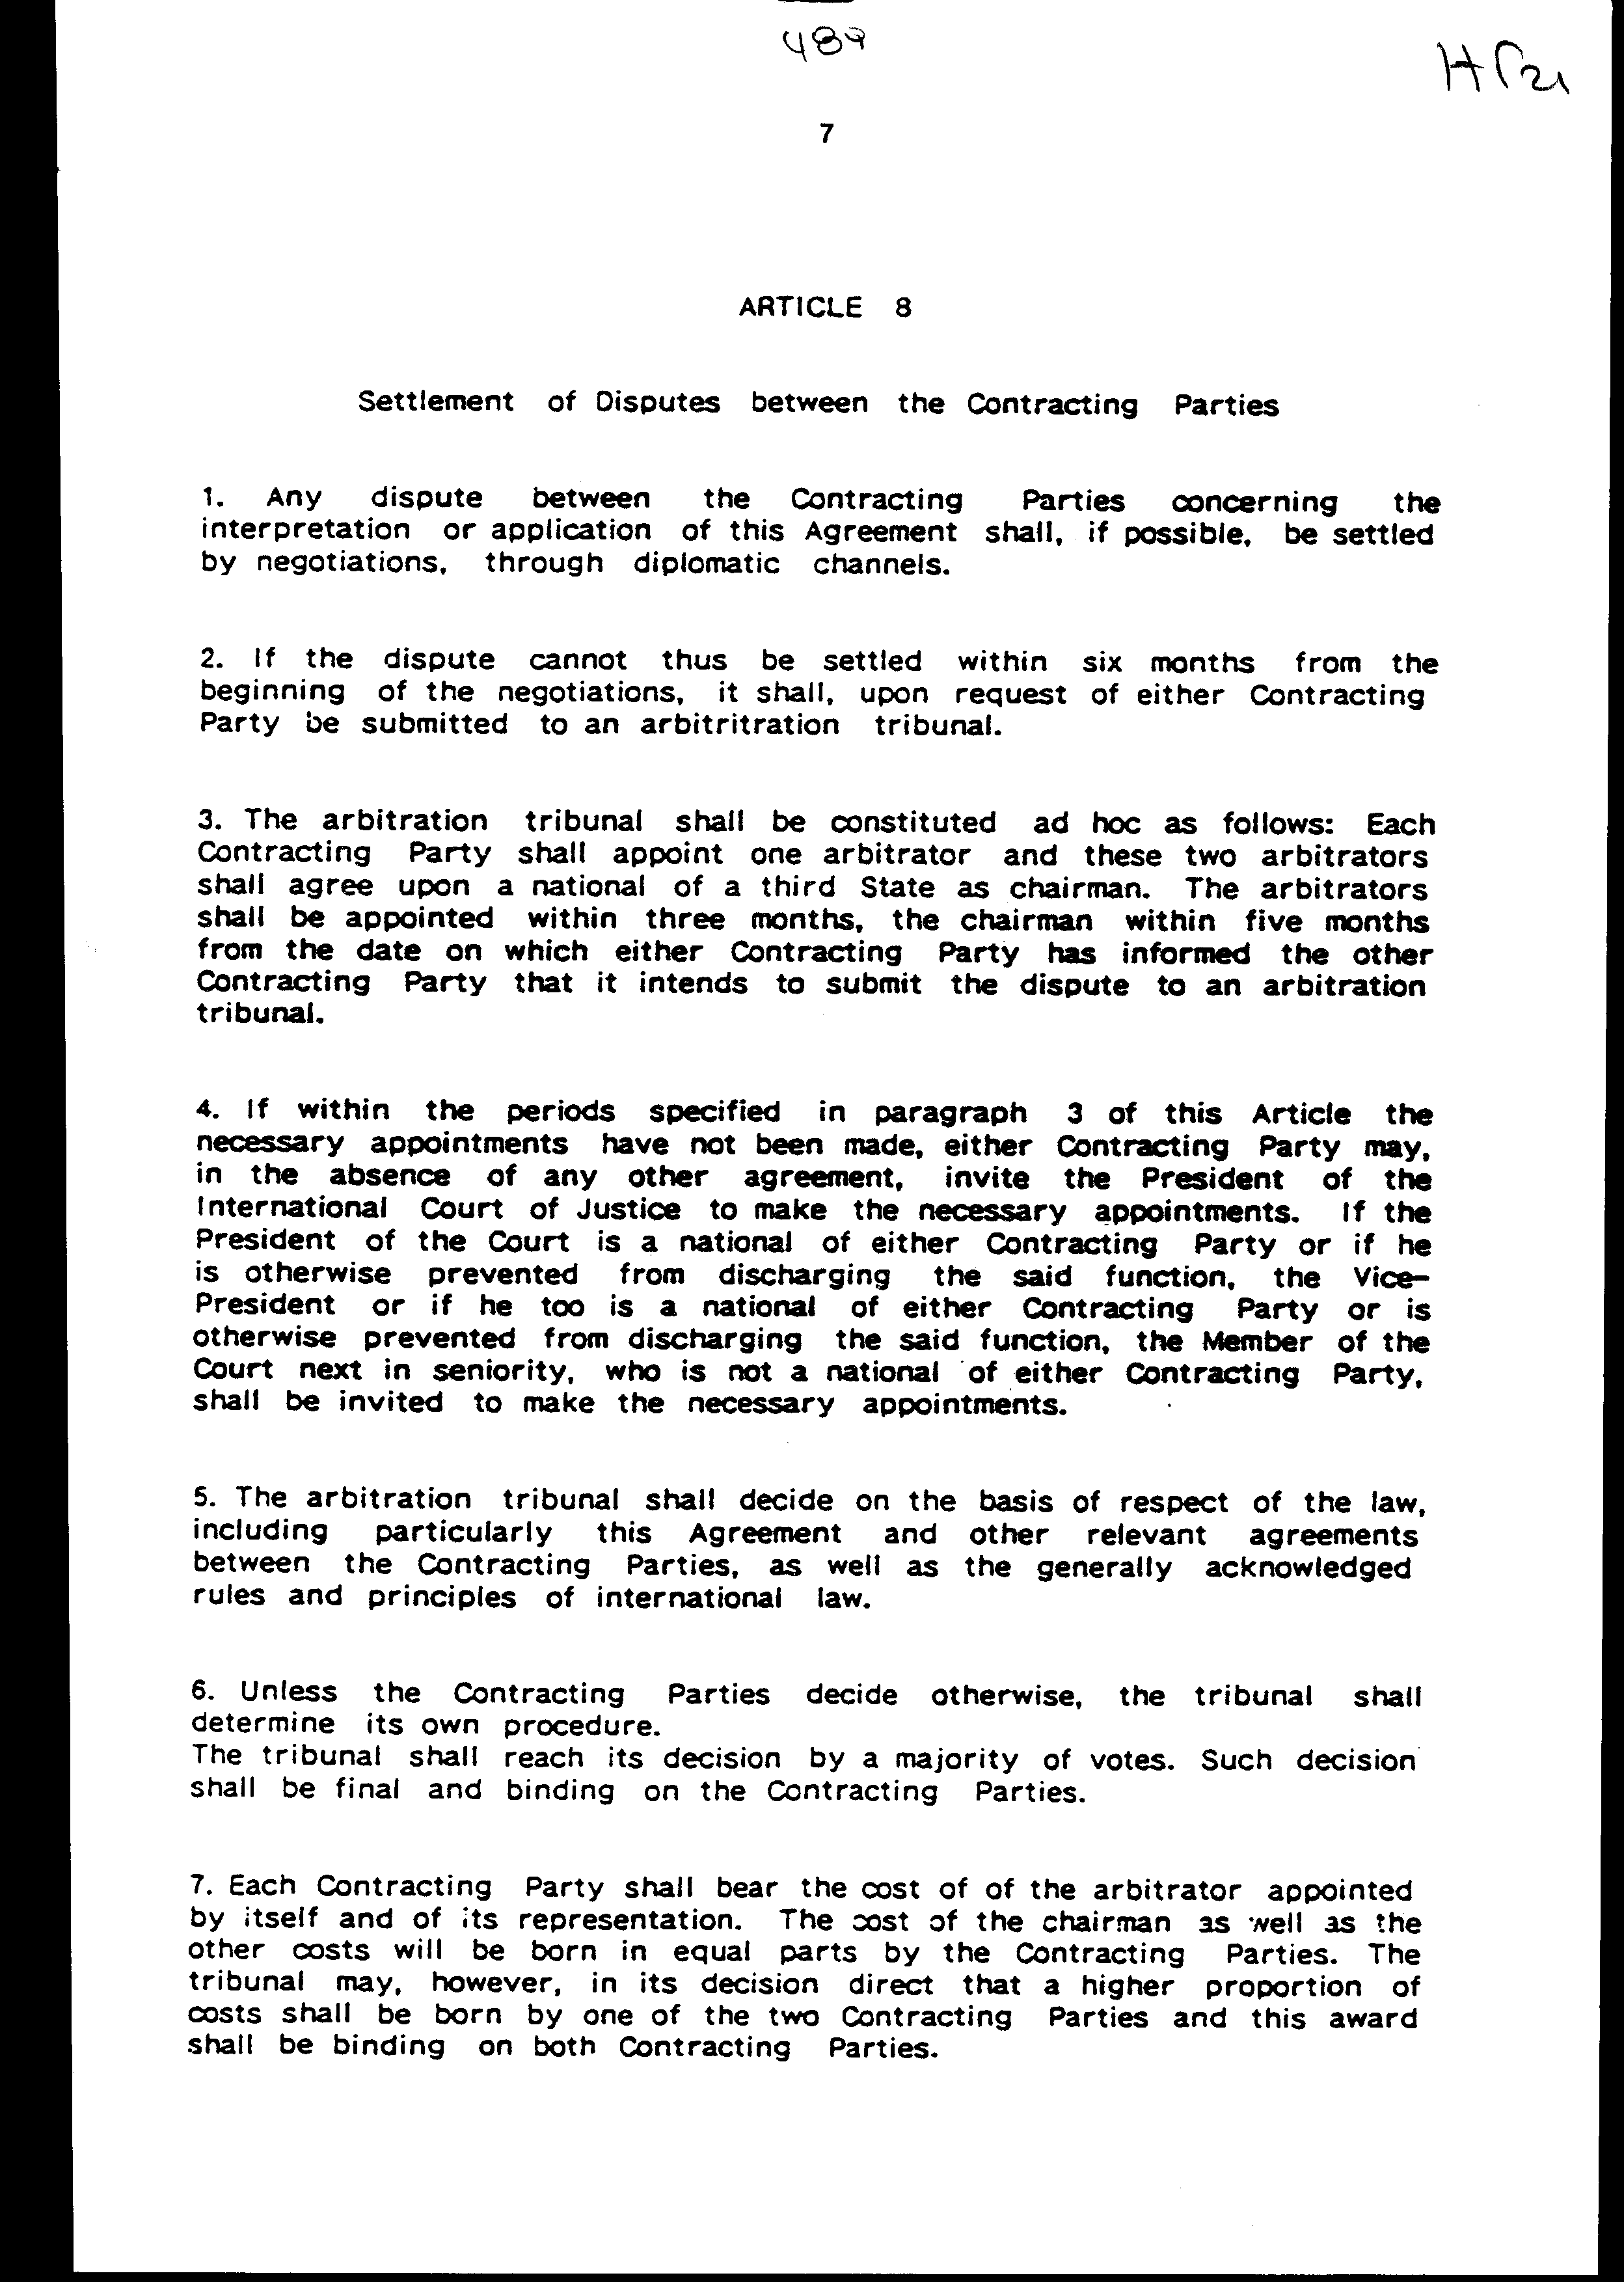 489
7
ARTICLE 8
Settlement of Disputes between the Contracting Parties
1. Any dispute between the Contracting Parties concerning the
interpretation or application of this Agreement shall, if possible, be settled
by negotiations, through diplomatic channels.
2. If the dispute cannot thus be settled within six months from the
beginning of the negotiations, it shall, upon request of either Contracting
Party be submitted to an arbitritration tribunal.
3. The arbitration tribunal shall be constituted ad hoc as follows: Each
Contracting Party shall appoint one arbitrator and these two arbitrators
shall agree upon a national of a third State as chairman. The arbitrators
shall be appointed within three months, the chairman within five months
from the date on which either Contracting Party has informed the other
Contracting Party that it intends to submit the dispute to an arbitration
tribunal.
4. If within the periods specified in paragraph 3 of this Article the
necessary appointments have not been made, either Contracting Party may,
in the absence of any other agreement, invite the President of the
International Court of Justice to make the necessary appointments. If the
President of the Court is a national of either Contracting Party or if he
is otherwise prevented from discharging the said function, the Vice-
President or if he too is a national of either Contracting Party or is
otherwise prevented from discharging the said function, the Member of the
Court next in seniority, who is not a national of either Contracting Party,
shall be invited to make the necessary appointments.
5. The arbitration tribunal shall decide on the basis of respect of the law,
including particularly this Agreement and other relevant agreements
between the Contracting Parties, as well as the generally acknowledged
rules and principles of international law.
6. Unless the Contracting Parties decide otherwise, the tribunal shall
determine its own procedure.
The tribunal shall reach its decision by a majority of votes. Such decision
shall be final and binding on the Contracting Parties.
7. Each Contracting Party shall bear the cost of of the arbitrator appointed
by itself and of its representation. The cost of the chairman as well as the
other costs will be born in equal parts by the Contracting Parties. The
tribunal may, however, in its decision direct that a higher proportion of
costs shall be born by one of the two Contracting Parties and this award
shall be binding on both Contracting Parties.